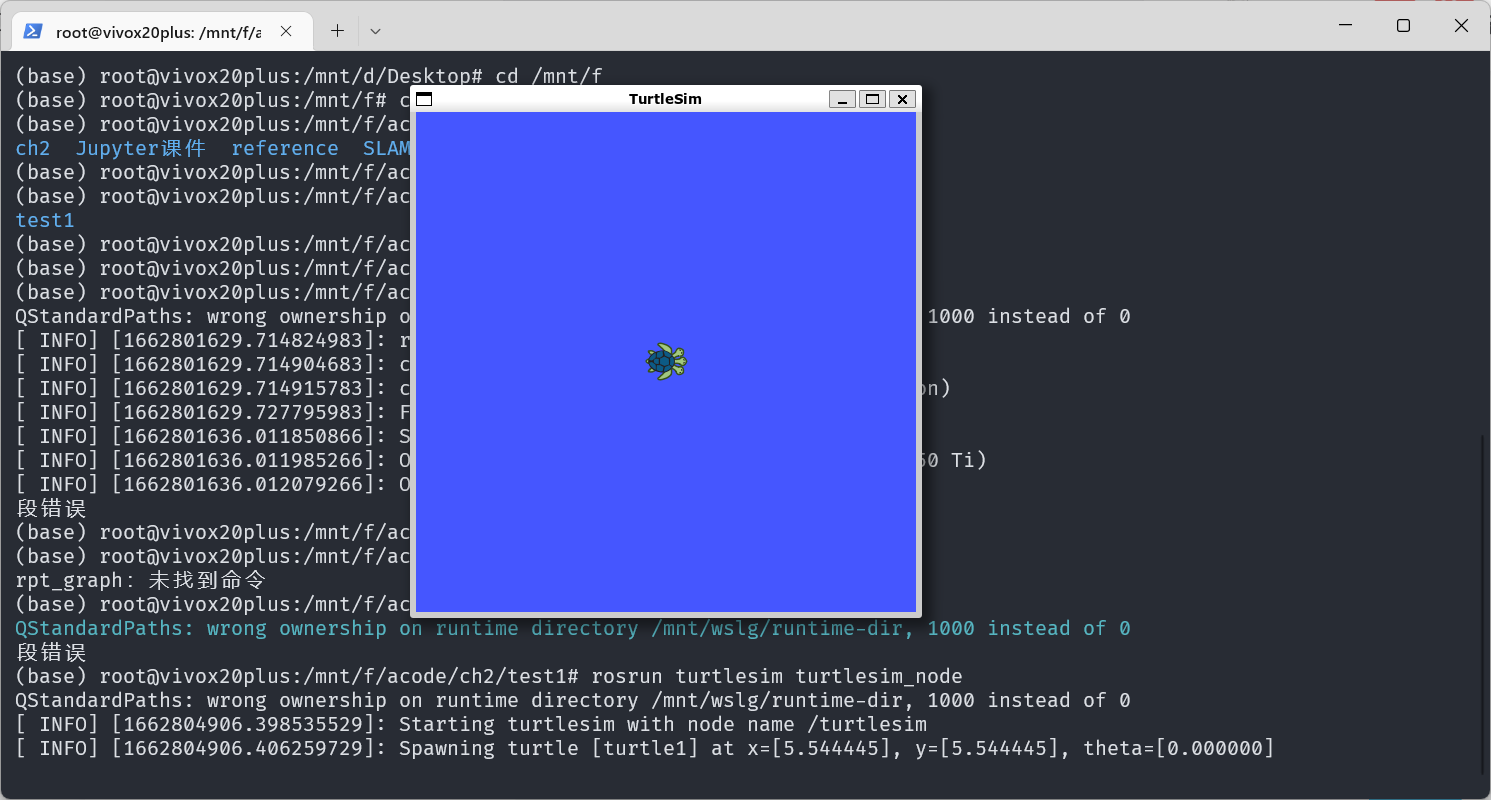 root@vivox20plus: /mnt/f/a
(base) root@vivox20plus:/mnt/d/Desktop# cd /mnt/f
(base) root@vivox20plus:/mnt/f# c
TurtleSim
(base) root@vivox20plus:/mnt/f/ac
ch2 Jupyter课件 reference SLAM
(base) root@vivox20plus:/mnt/f/ac
(base) root@vivox20plus:/mnt/f/ac
test1
(base) root@vivox20plus:/mnt/f/ac
(base) root@vivox20plus:/mnt/f/ac
(base) root@vivox20plus:/mnt/f/ac
QStandardPaths: wrong ownership o 1000 instead of 0
[ INFO] [1662801629.714824983]: r
[ INFO] [1662801629.714904683]: c
[ INFO] [1662801629.714915783]: c on)
[ INFO] [1662801629.727795983]: F
[ INFO] [1662801636.011850866]: S
[ INFO] [1662801636.011985266]: O 50 Ti)
[ INFO] [1662801636.012079266]: O
段错误
(base) root@vivox20plus:/mnt/f/ac
(base) root@vivox20plus:/mnt/f/ac
rpt_graph: 未找到命令
(base) root@vivox20plus:/mnt/f/ac
QStandardPaths: wrong ownership on runtime directory /mnt/wslg/runtime-dir, 1000 instead of 0
段错误
(base) root@vivox20plus:/mnt/f/acode/ch2/test1# rosrun turtlesim turtlesim_node
QStandardPaths: wrong ownership on runtime directory /mnt/wslg/runtime-dir, 1000 instead of 0
[ INFO] [1662804906.398535529]: Starting turtlesim with node name /turtlesim
[ INFO] [1662804906.406259729]: Spawning turtle [turtle1] at x=[5.544445], y=[5.544445], theta=[0.000000]